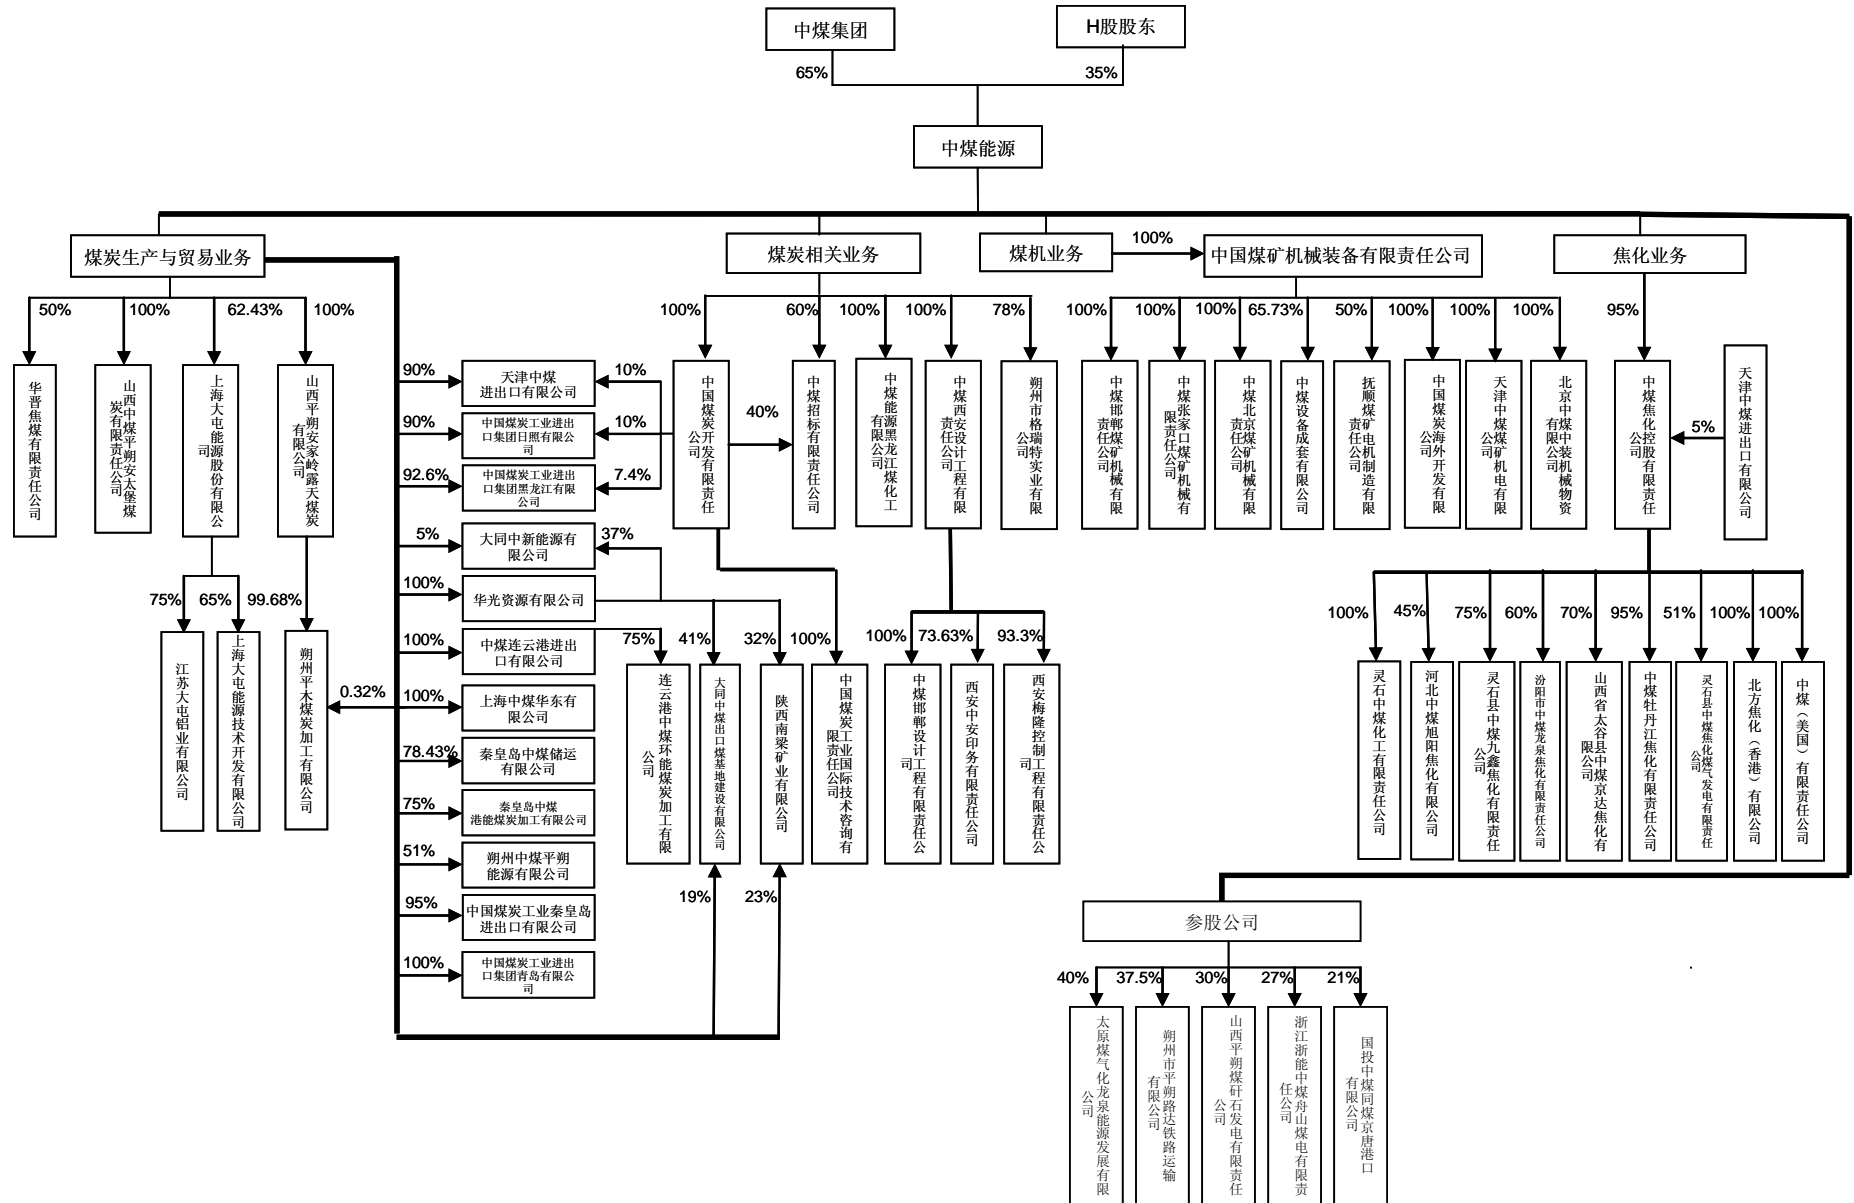 中煤集团
H股股东
65%
35%
中煤能源
煤炭生产与贸易业务
煤炭相关业务
煤机业务
100%
中国煤矿机械装备有限责任公司
焦化业务
50%
100%
62.43%
100%
100%
60%
100%
100%
78%
100%
100%
100%
65.73%
50%
100%
100%
100%
95%
华晋焦煤有限责任公司
山西中煤平朔安太堡煤
炭有限责任公司
上海大屯能源股份有限公
司
山西平朔安家岭露天煤炭
有限公司
90%
天津中煤
进出口有限公司
10%
90%
中国煤炭工业进出
口集团日照有限公
司
10%
92.6%
中国煤炭工业进出
口集团黑龙江有限
公司
7.4%
5%
大同中新能源有
限公司
37%
100%
华光资源有限公司
100%
中煤连云港进出
口有限公司
100%
上海中煤华东有
限公司
78.43%
秦皇岛中煤储运
有限公司
75%
秦皇岛中煤
港能煤炭加工有限公司
51%
朔州中煤平朔
能源有限公司
95%
中国煤炭工业秦皇岛
进出口有限公司
100%
中国煤炭工业进出
口集团青岛有限公
司
中国煤炭开发有限责任
公司
40%
中煤招标有限责任公司
中煤能源黑龙江煤化工
有限公司
中煤西安设计工程有限
责任公司
朔州市格瑞特实业有限
公司
中煤邯郸煤矿机械有限
责任公司
中煤张家口煤矿机械有
限责任公司
中煤北京煤矿机械有限
责任公司
中煤设备成套有限公司
抚顺煤矿电机制造有限
责任公司
中国煤炭海外开发有限
公司
天津中煤煤矿机电有限
公司
北京中煤中装机械物资
有限公司
中煤焦化控股有限责任
公司
5%
天津中煤进出口有限公司
75%
65%
99.68%
0.32%
江苏大屯铝业有限公司
上海大屯能源技术开发有限公司
朔州平木煤炭加工有限公司
75%
41%
32%
100%
100%
73.63%
93.3%
连云港中煤环能煤炭加工有限
公司
大同中煤出口煤基地建设有限公司
陕西南梁矿业有限公司
中国煤炭工业国际技术咨询有
限责任公司
中煤邯郸设计工程有限责任公
司
西安中安印务有限责任公司
西安梅隆控制工程有限责任公
司
19%
23%
100%
45%
75%
60%
70%
95%
51%
100%
100%
灵石中煤化工有限责任公司
河北中煤旭阳焦化有限公司
灵石县中煤九鑫焦化有限责任
公司
汾阳市中煤龙泉焦化有限责任公司
山西省太谷县中煤京达焦化有
限公司
中煤牡丹江焦化有限责任公司
灵石县中煤焦化煤气发电有限责任
公司
北方焦化（香港）有限公司
中煤（美国）有限责任公司
参股公司
40%
37.5%
30%
27%
21%
太原煤气化龙泉能源发展有限
公司
朔州市平朔路达铁路运输
有限公司
山西平朔煤矸石发电有限责任
公司
浙江浙能中煤舟山煤电有限责
任公司
国投中煤同煤京唐港口
有限公司